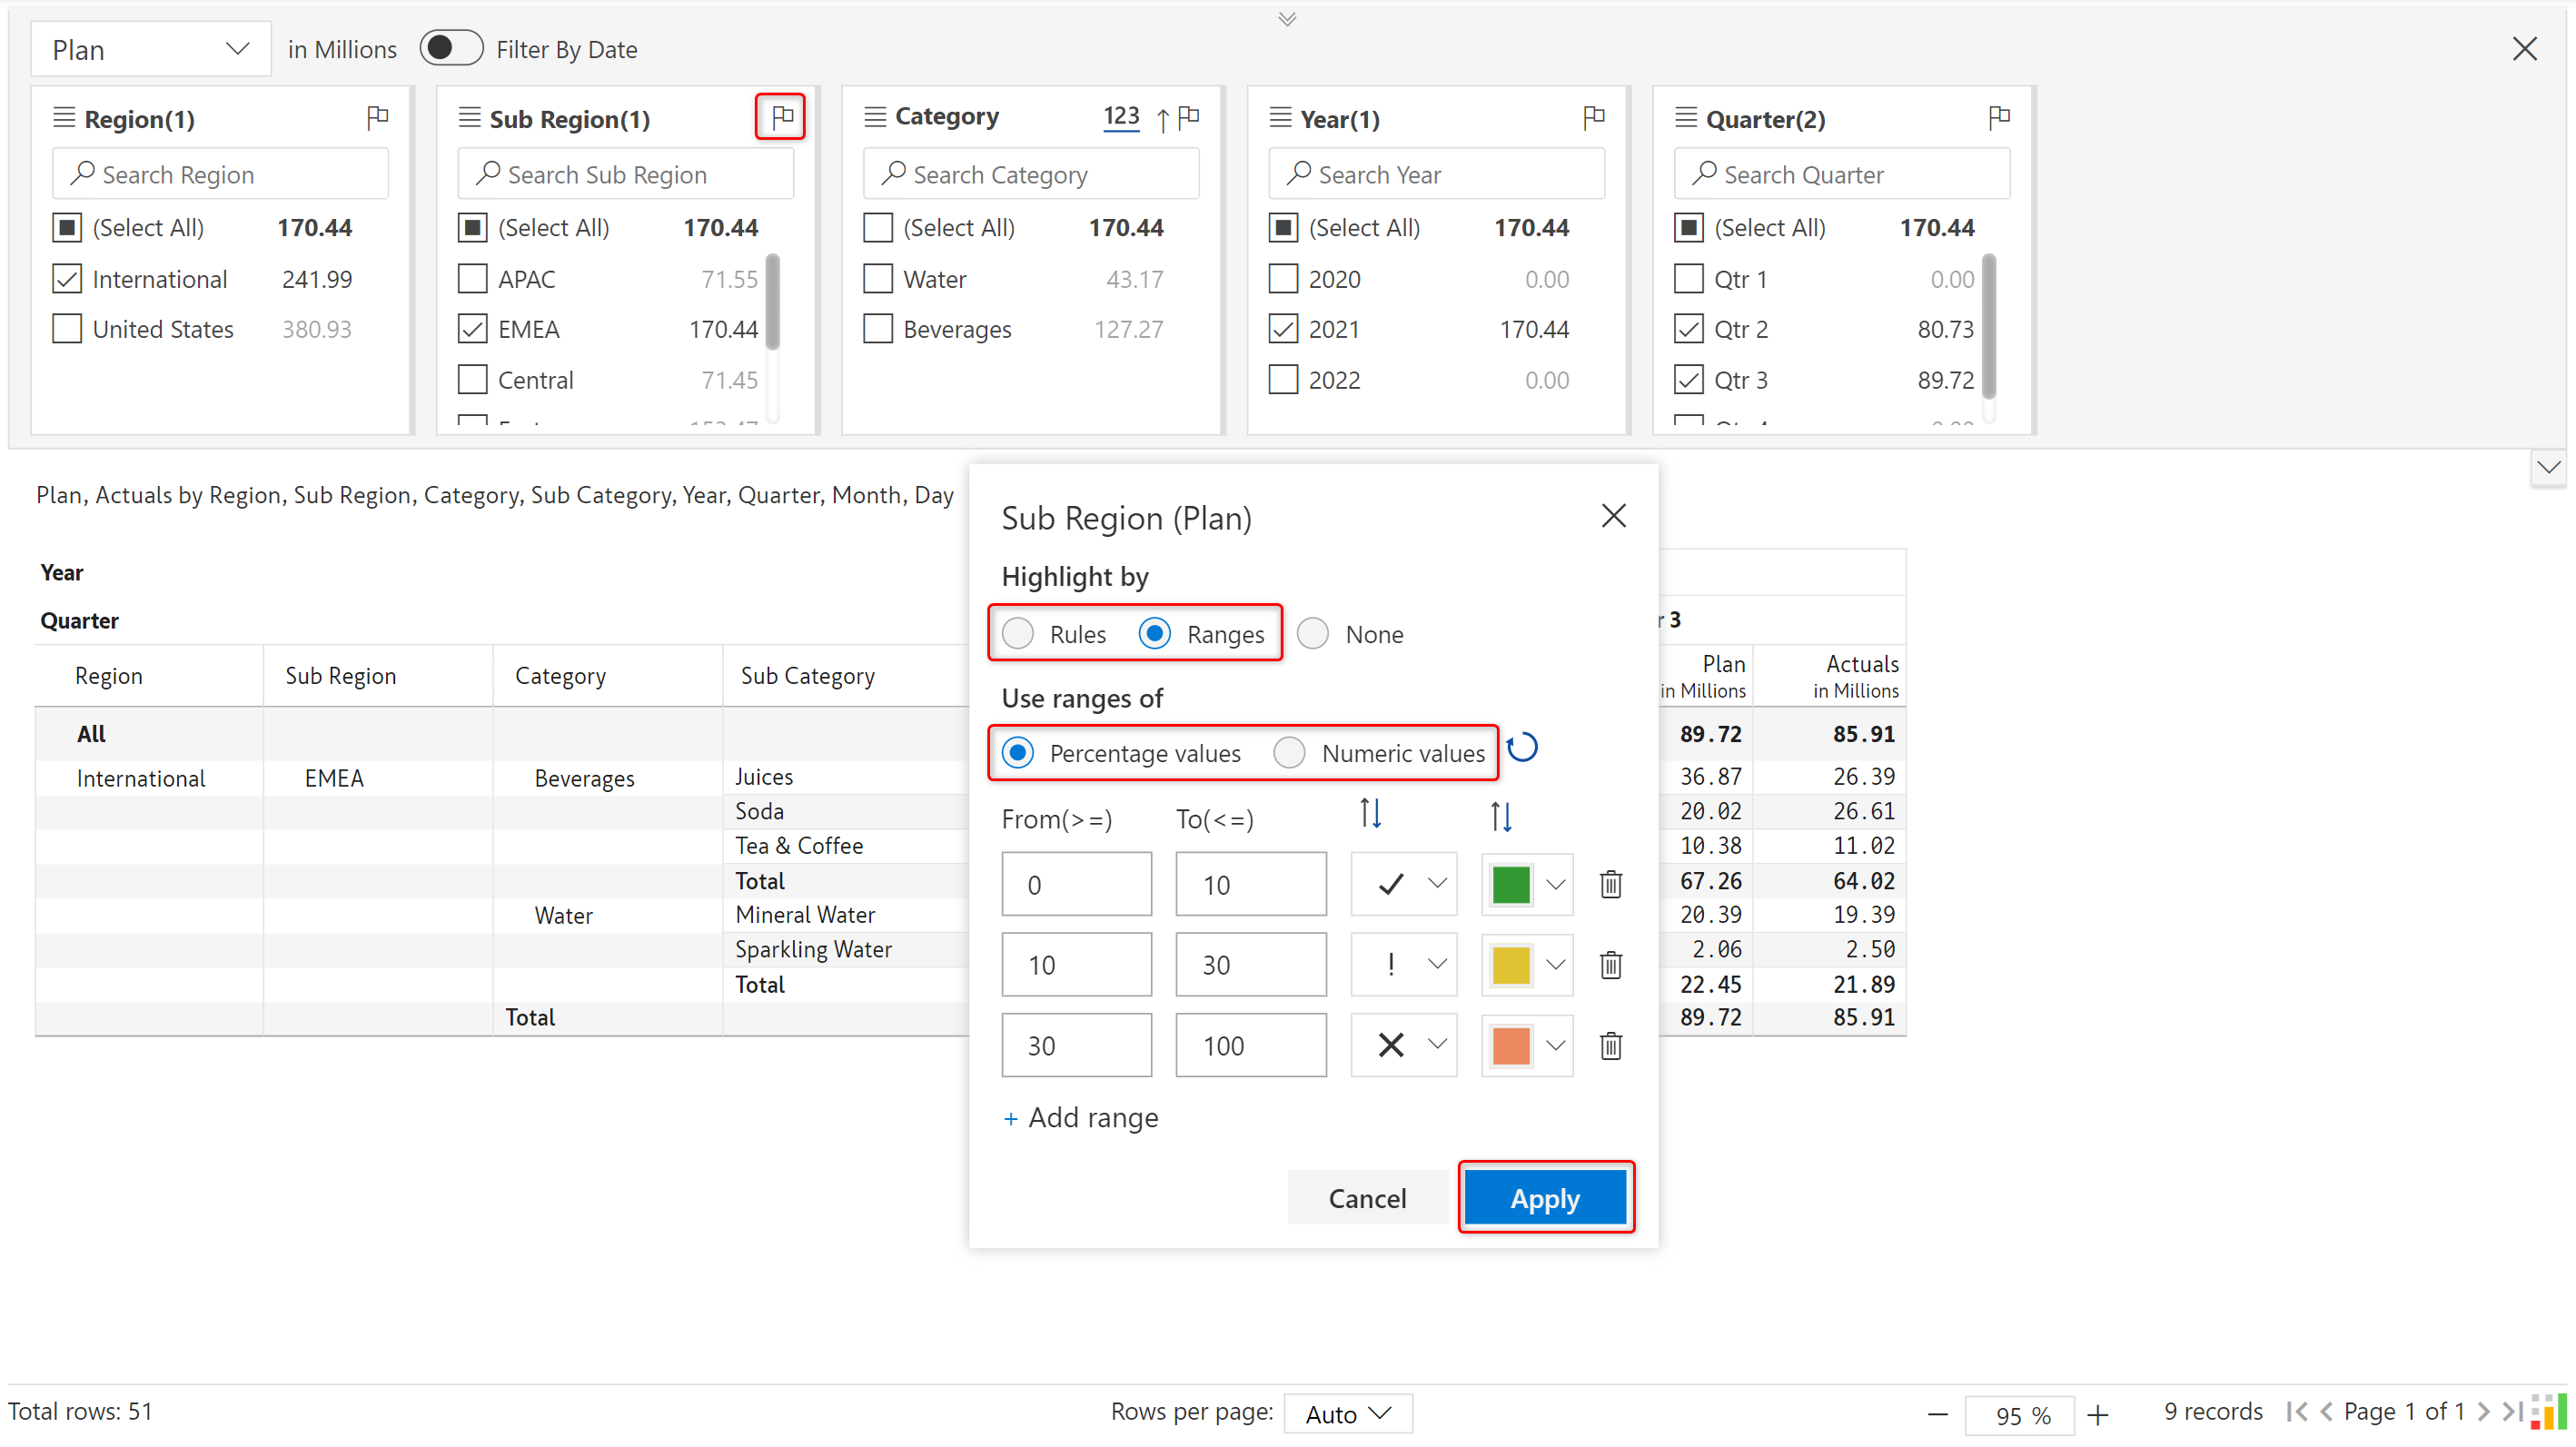 Plan in Millions Filter By Date
Region(1)
Search Region
(Select All) 170.44
International 241.99
United States 380.93
Sub Region(1)
Search Sub Region
(Select All) 170.44
APAC 71.55
EMEA 170.44
Central 71.45
Category 123
Search Category
(Select All) 170.44
Water 43.17
Beverages 127.27
Year(1)
Search Year
(Select All) 170.44
2020 0.00
2021 170.44
2022 0.00
Quarter(2)
Search Quarter
(Select All) 170.44
Qtr 1 0.00
Qtr 2 80.73
Qtr 3 89.72
Plan, Actuals by Region, Sub Region, Category, Sub Category, Year, Quarter, Month, Day
Year
Quarter
r 3
Region Sub Region Category Sub Category Plan Actuals
in Millions in Millions
All 89.72 85.91
International EMEA Beverages Juices 36.87 26.39
Soda 20.02 26.61
Tea & Coffee 10.38 11.02
Total 67.26 64.02
Water Mineral Water 20.39 19.39
Sparkling Water 2.06 2.50
Total 22.45 21.89
Total 89.72 85.91
Sub Region (Plan)
Highlight by
Rules Ranges None
Use ranges of
Percentage values Numeric values
From(>=) To(<=)
0 10
10 30 !
30 100
+ Add range
Cancel Apply
Total rows: 51 Rows per page: Auto 95 % 9 records Page 1 of 1